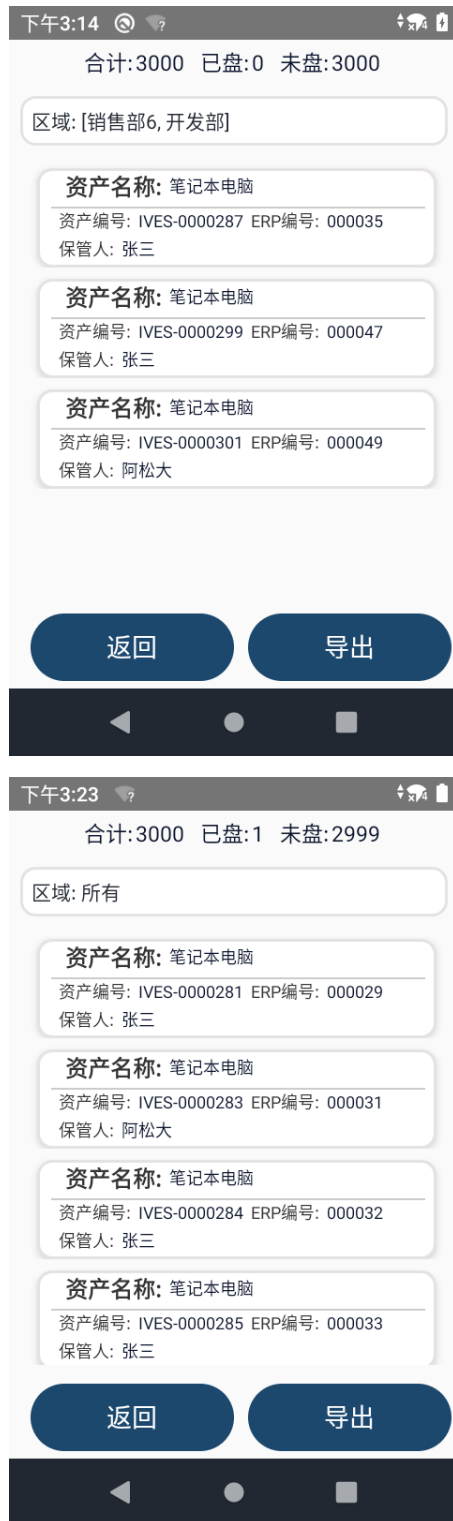 下午3:14
合计:3000 已盘:0 未盘:3000
区域: [销售部6, 开发部]
资产名称: 笔记本电脑
资产编号: IVES-0000287 ERP编号: 000035
保管人: 张三
资产名称: 笔记本电脑
资产编号: IVES-0000299 ERP编号: 000047
保管人: 张三
资产名称: 笔记本电脑
资产编号: IVES-0000301 ERP编号: 000049
保管人: 阿松大
返回 导出
下午3:23
合计:3000 已盘:1 未盘:2999
区域: 所有
资产名称: 笔记本电脑
资产编号: IVES-0000281 ERP编号: 000029
保管人: 张三
资产名称: 笔记本电脑
资产编号: IVES-0000283 ERP编号: 000031
保管人: 阿松大
资产名称: 笔记本电脑
资产编号: IVES-0000284 ERP编号: 000032
保管人: 张三
资产名称: 笔记本电脑
资产编号: IVES-0000285 ERP编号: 000033
保管人: 张三
返回 导出